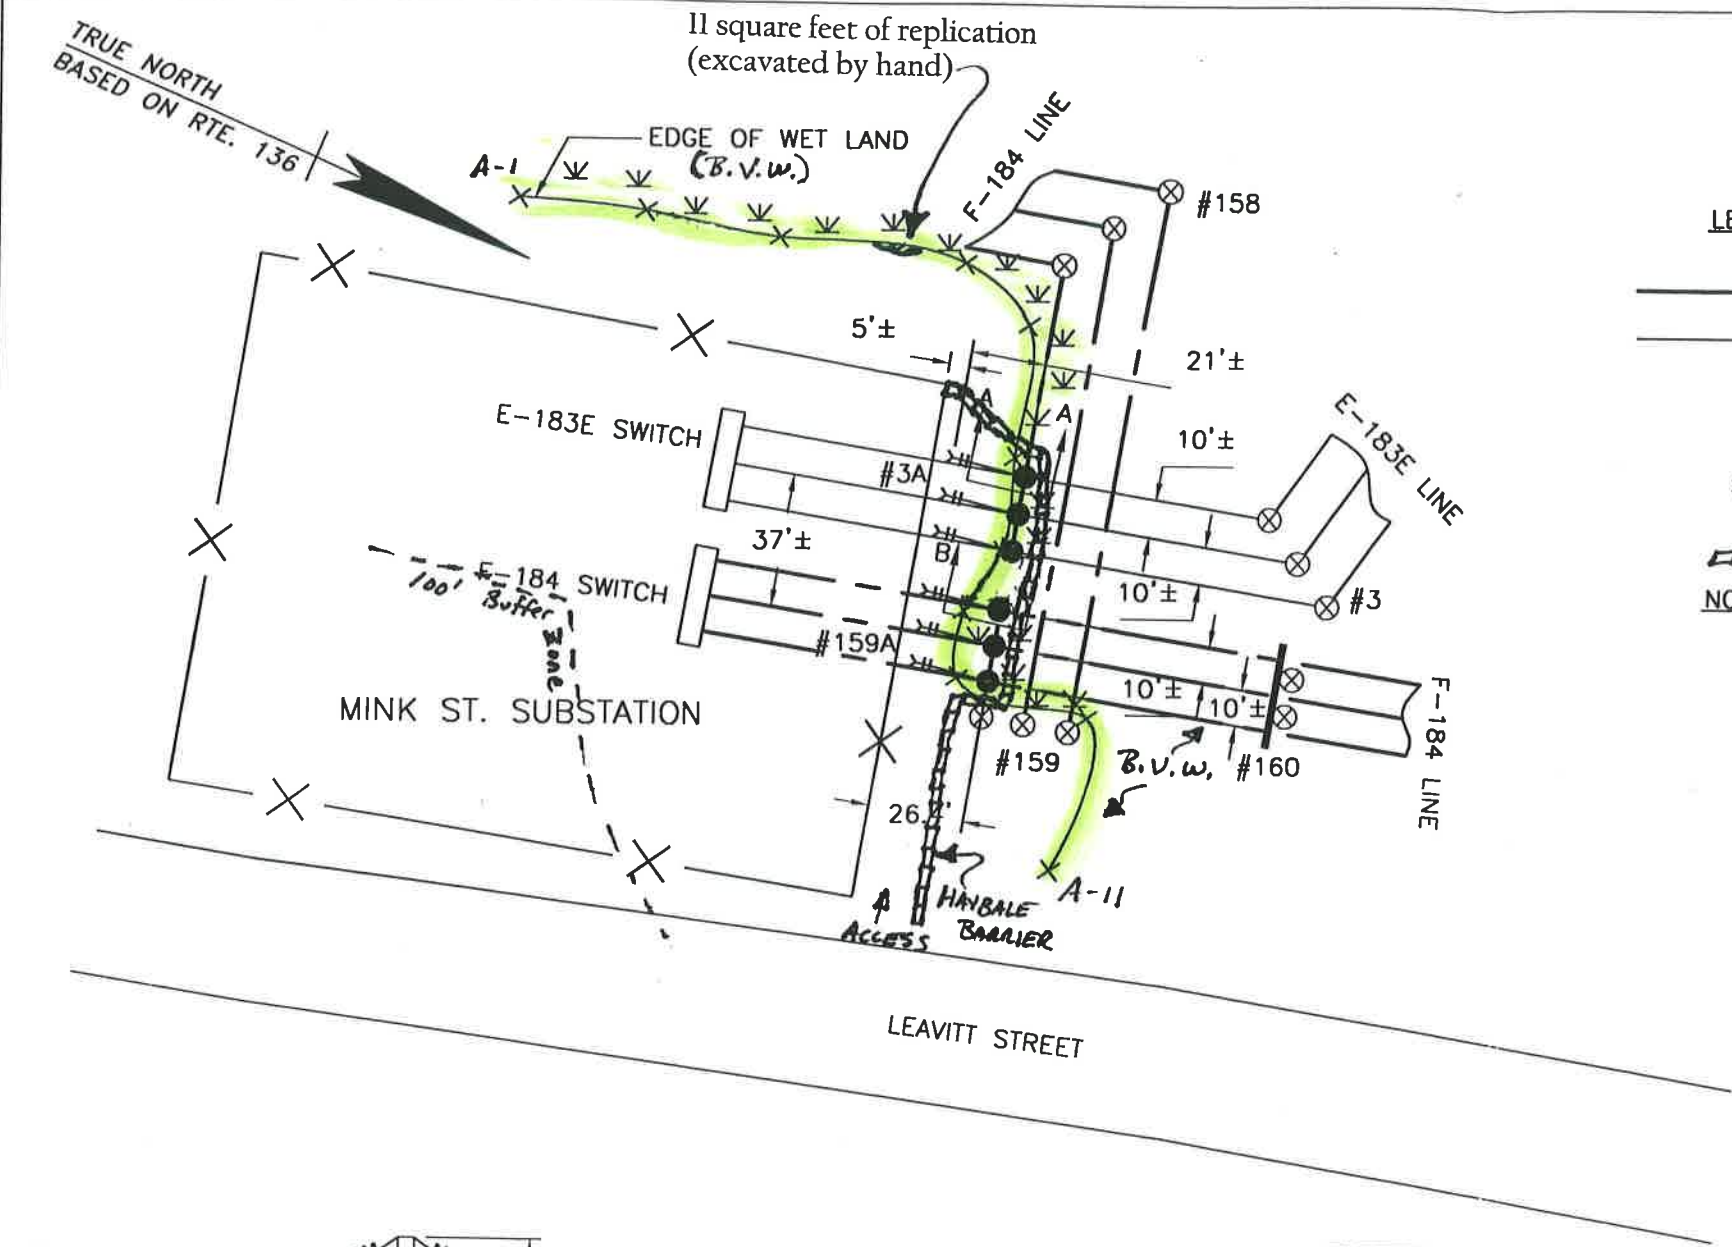 11 square feet of replication
(excavated by hand)
TRUE NORTH
BASED ON RTE. 136
EDGE OF WET LAND
(B.V.W.)
A-1
F-184 LINE
#158
LE
5'±
21'±
A
A
E-183E SWITCH
10'±
E-183E LINE
#3A
37'±
B
F-184 SWITCH
100'
Buffer
Zone
10'±
#3
NO
#159A
MINK ST. SUBSTATION
10'±
10'±
F-184 LINE
#159
B.V.W.
#160
A-11
HAYBALE
BARRIER
ACCESS
LEAVITT STREET